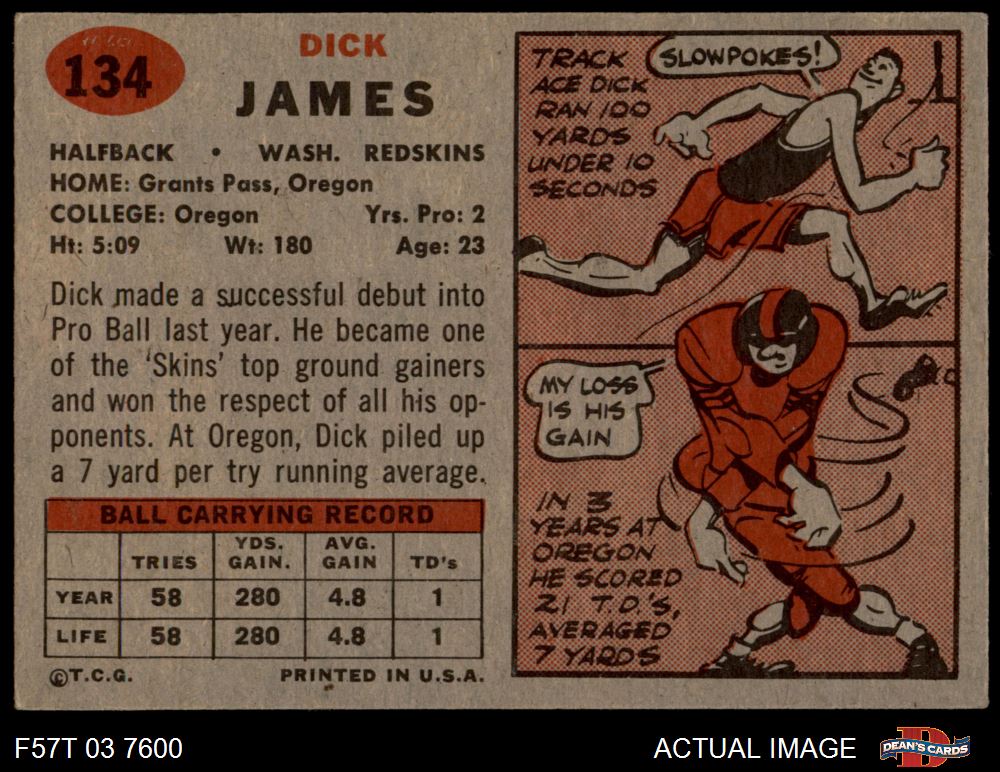 134
DICK
JAMES
HALFBACK • WASH. REDSKINS
HOME: Grants Pass, Oregon
COLLEGE: Oregon Yrs. Pro: 2
Ht: 5:09 Wt: 180 Age: 23
Dick made a successful debut into
Pro Ball last year. He became one
of the 'Skins' top ground gainers
and won the respect of all his op-
ponents. At Oregon, Dick piled up
a 7 yard per try running average.
BALL CARRYING RECORD
TRIES YDS. GAIN. AVG. GAIN TD's
YEAR 58 280 4.8 1
LIFE 58 280 4.8 1
©T.C.G. PRINTED IN U.S.A.
TRACK
ACE DICK
RAN 100
YARDS
UNDER 10
SECONDS
SLOWPOKES!
MY LOSS
IS HIS
GAIN
IN 3
YEARS AT
OREGON
HE SCORED
21 T.D.'S,
AVERAGED
7 YARDS
F57T 03 7600
ACTUAL IMAGE
D
DEAN'S CARDS